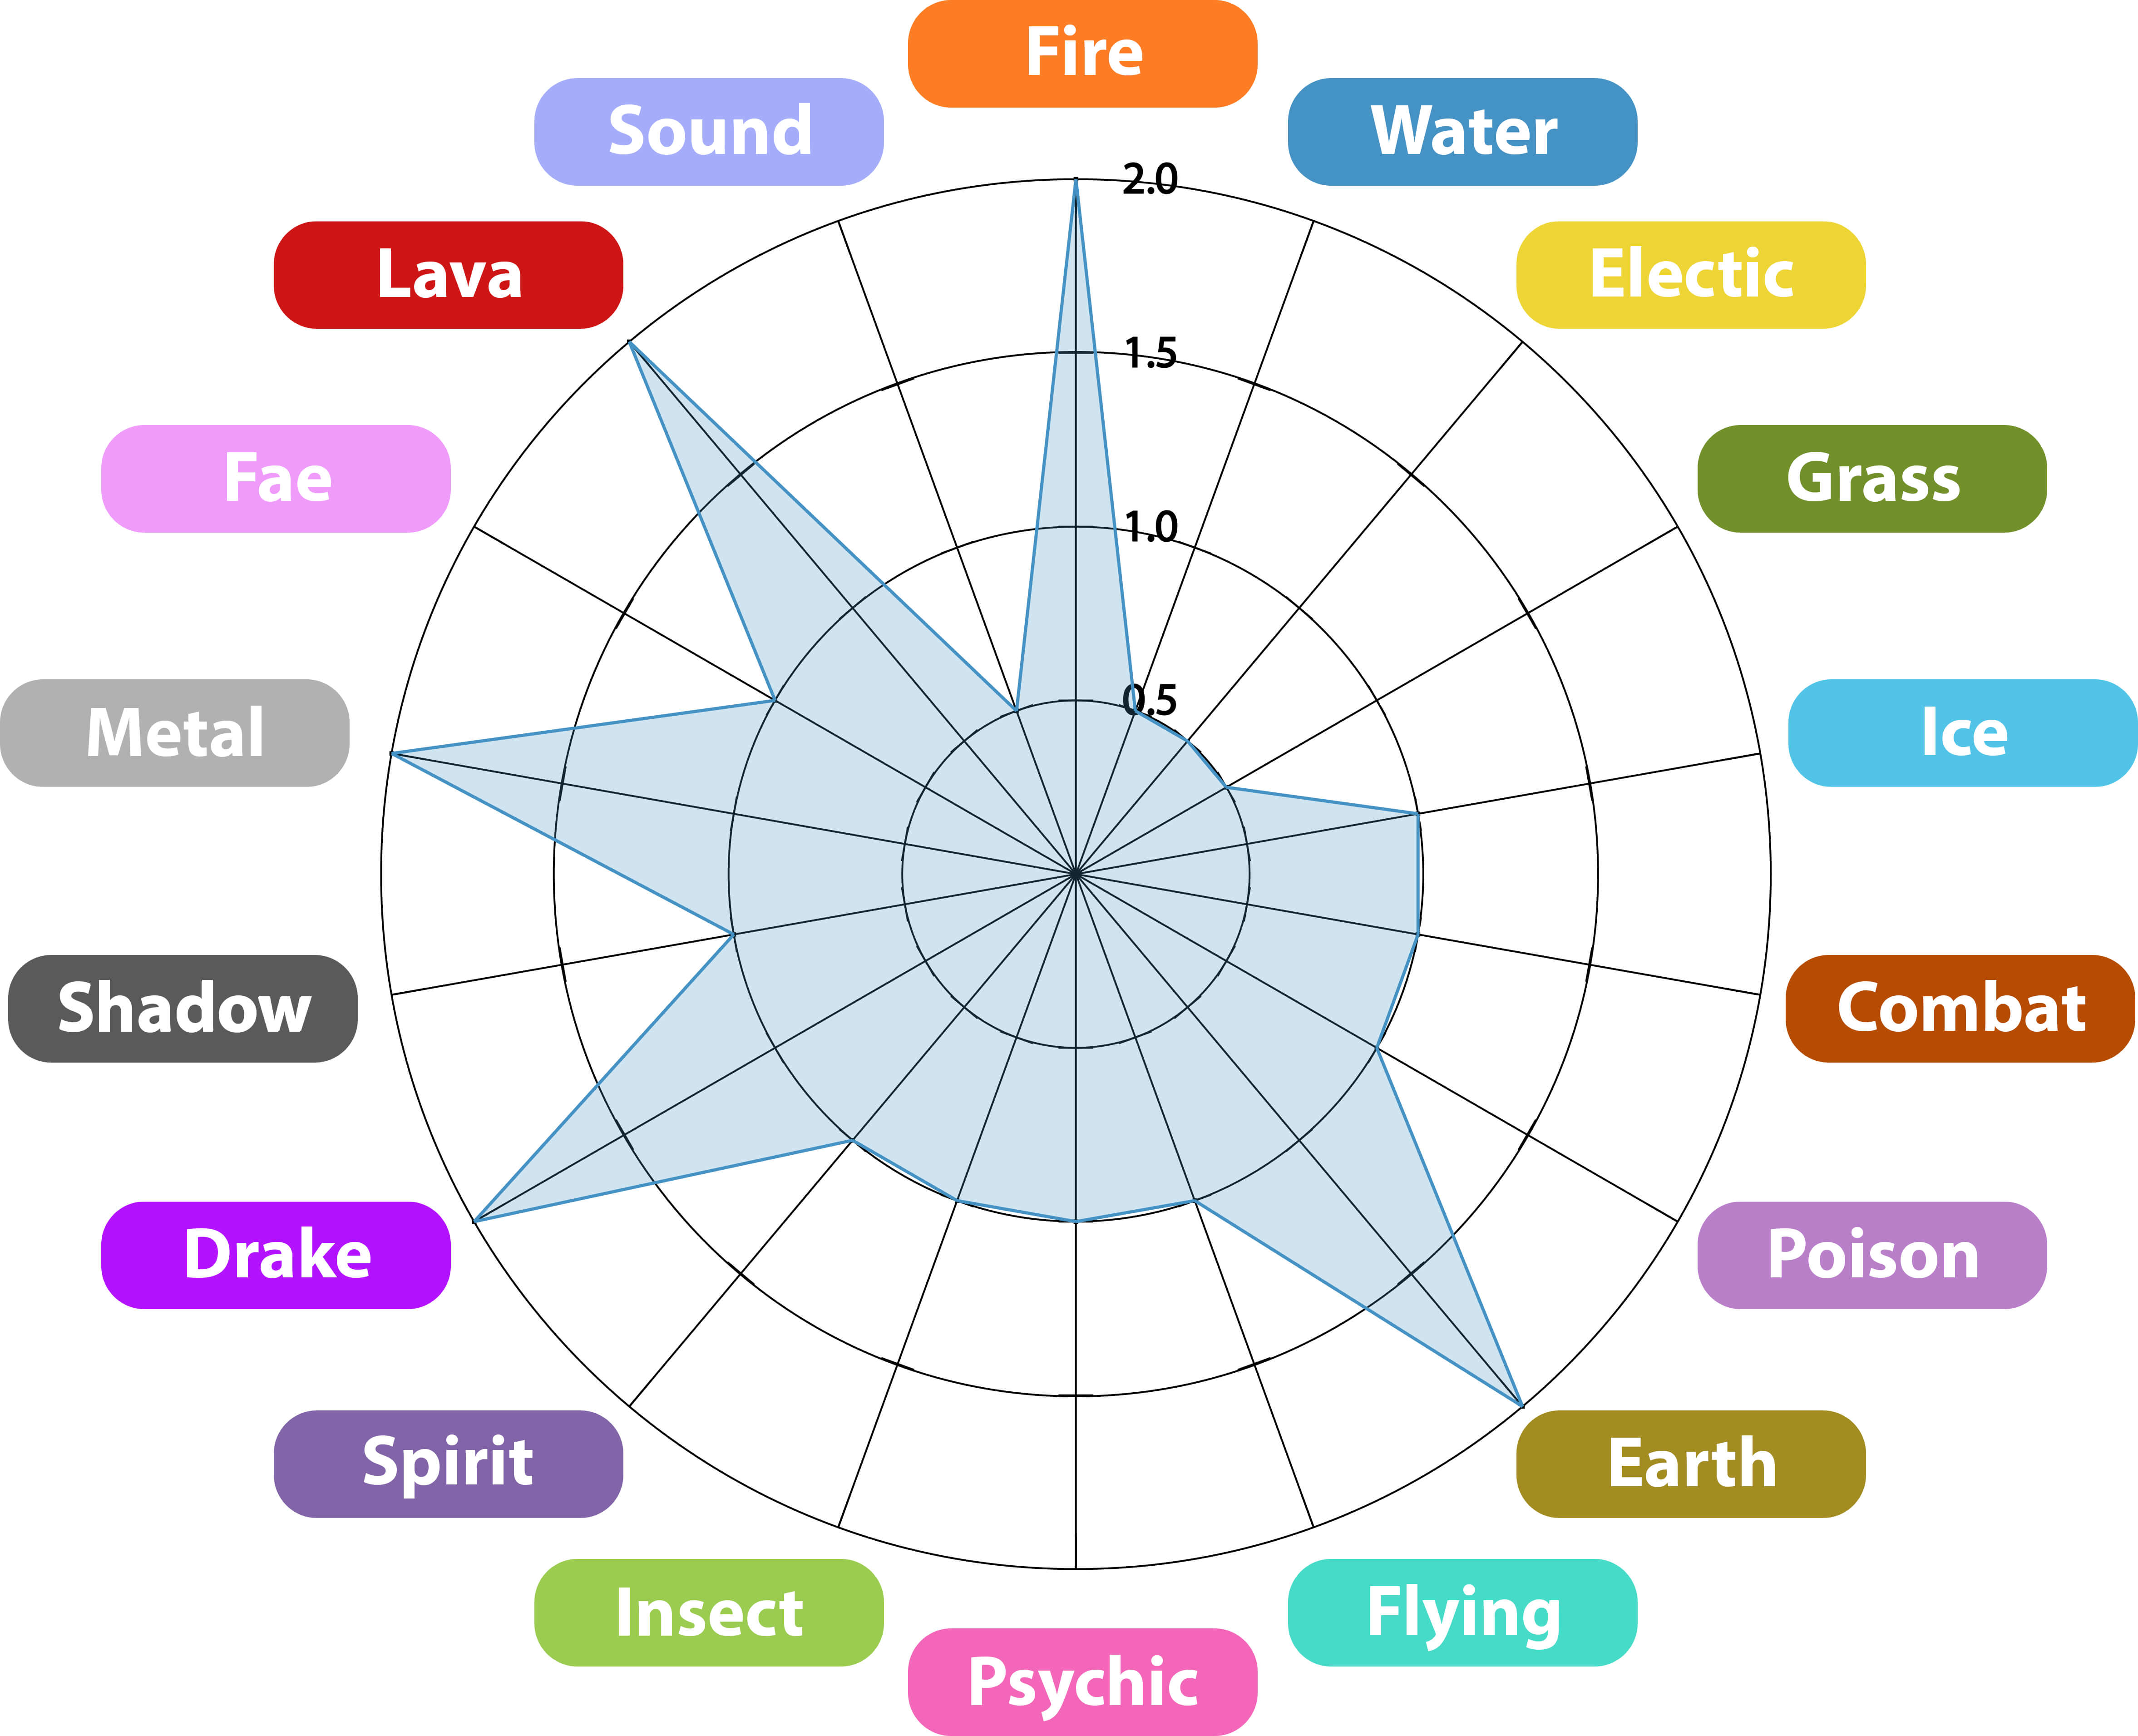 Fire
Sound
Water
Lava
Electic
2.0
1.5
Fae
Grass
1.0
0.5
Metal
Ice
Shadow
Combat
Drake
Poison
Spirit
Earth
Insect
Flying
Psychic